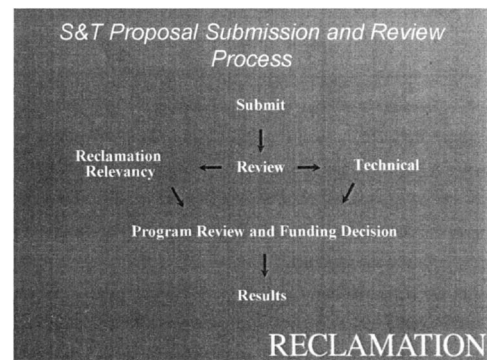 S&T Proposal Submission and Review
Process
Submit
Reclamation
Relevancy
Review
Technical
Program Review and Funding Decision
Results
RECLAMATION